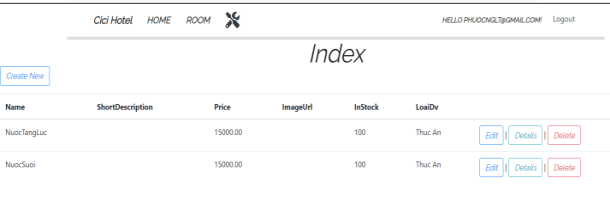 Cici Hotel HOME ROOM HELLO PHUOCNGLT@GMAIL.COM! Logout
Index
Create New
Name ShortDescription Price ImageUrl InStock LoaiDv
NuocTangLuc 15000.00 100 Thuc An Edit | Details | Delete
NuocSuoi 15000.00 100 Thuc An Edit | Details | Delete